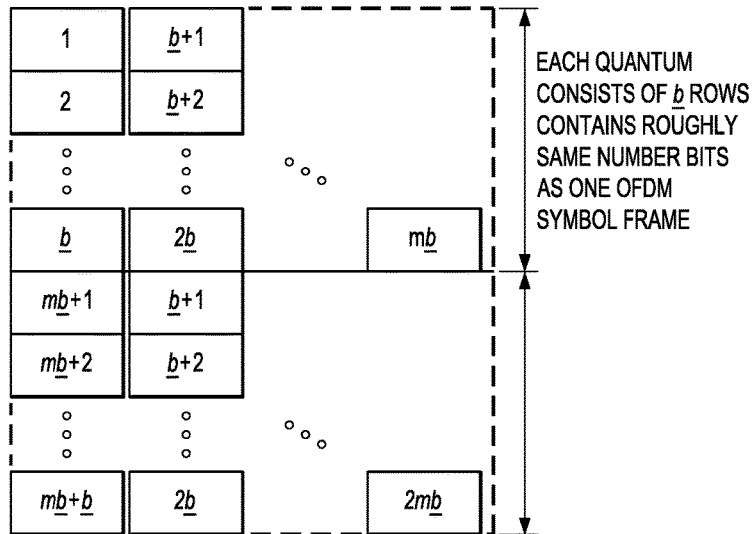 1 b+1
2 b+2
b 2b mb
mb+1 b+1
mb+2 b+2
mb+b 2b 2mb
EACH QUANTUM
CONSISTS OF b ROWS
CONTAINS ROUGHLY
SAME NUMBER BITS
AS ONE OFDM
SYMBOL FRAME